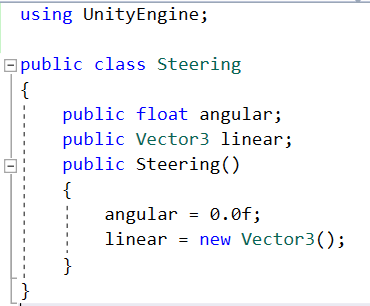 using UnityEngine;
public class Steering
{
public float angular;
public Vector3 linear;
public Steering()
{
angular = 0.0f;
linear = new Vector3();
}
}